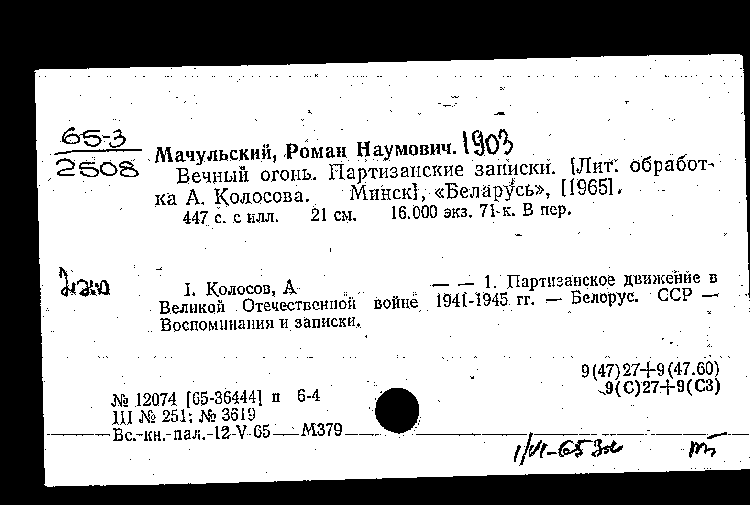 65-3
2508
Мачульский, Роман Наумович. 1903
Вечный огонь. Партизанские записки. [Лит. обработ-
ка А. Колосова. Минск], «Беларусь», [1965].
447 с. с илл. 21 см. 16.000 экз. 71 к. В пер.
I. Колосов, А — — 1. Партизанское движение в
Великой Отечественной войне 1941-1945 гг. — Белорус. ССР —
Воспоминания и записки.
9(47)27+9(47.60)
9(С)27+9(С3)
№ 12074 [65-36444] п 6-4
III № 251; № 3619
Вс.-кн.-пал.-12-V-65 М379